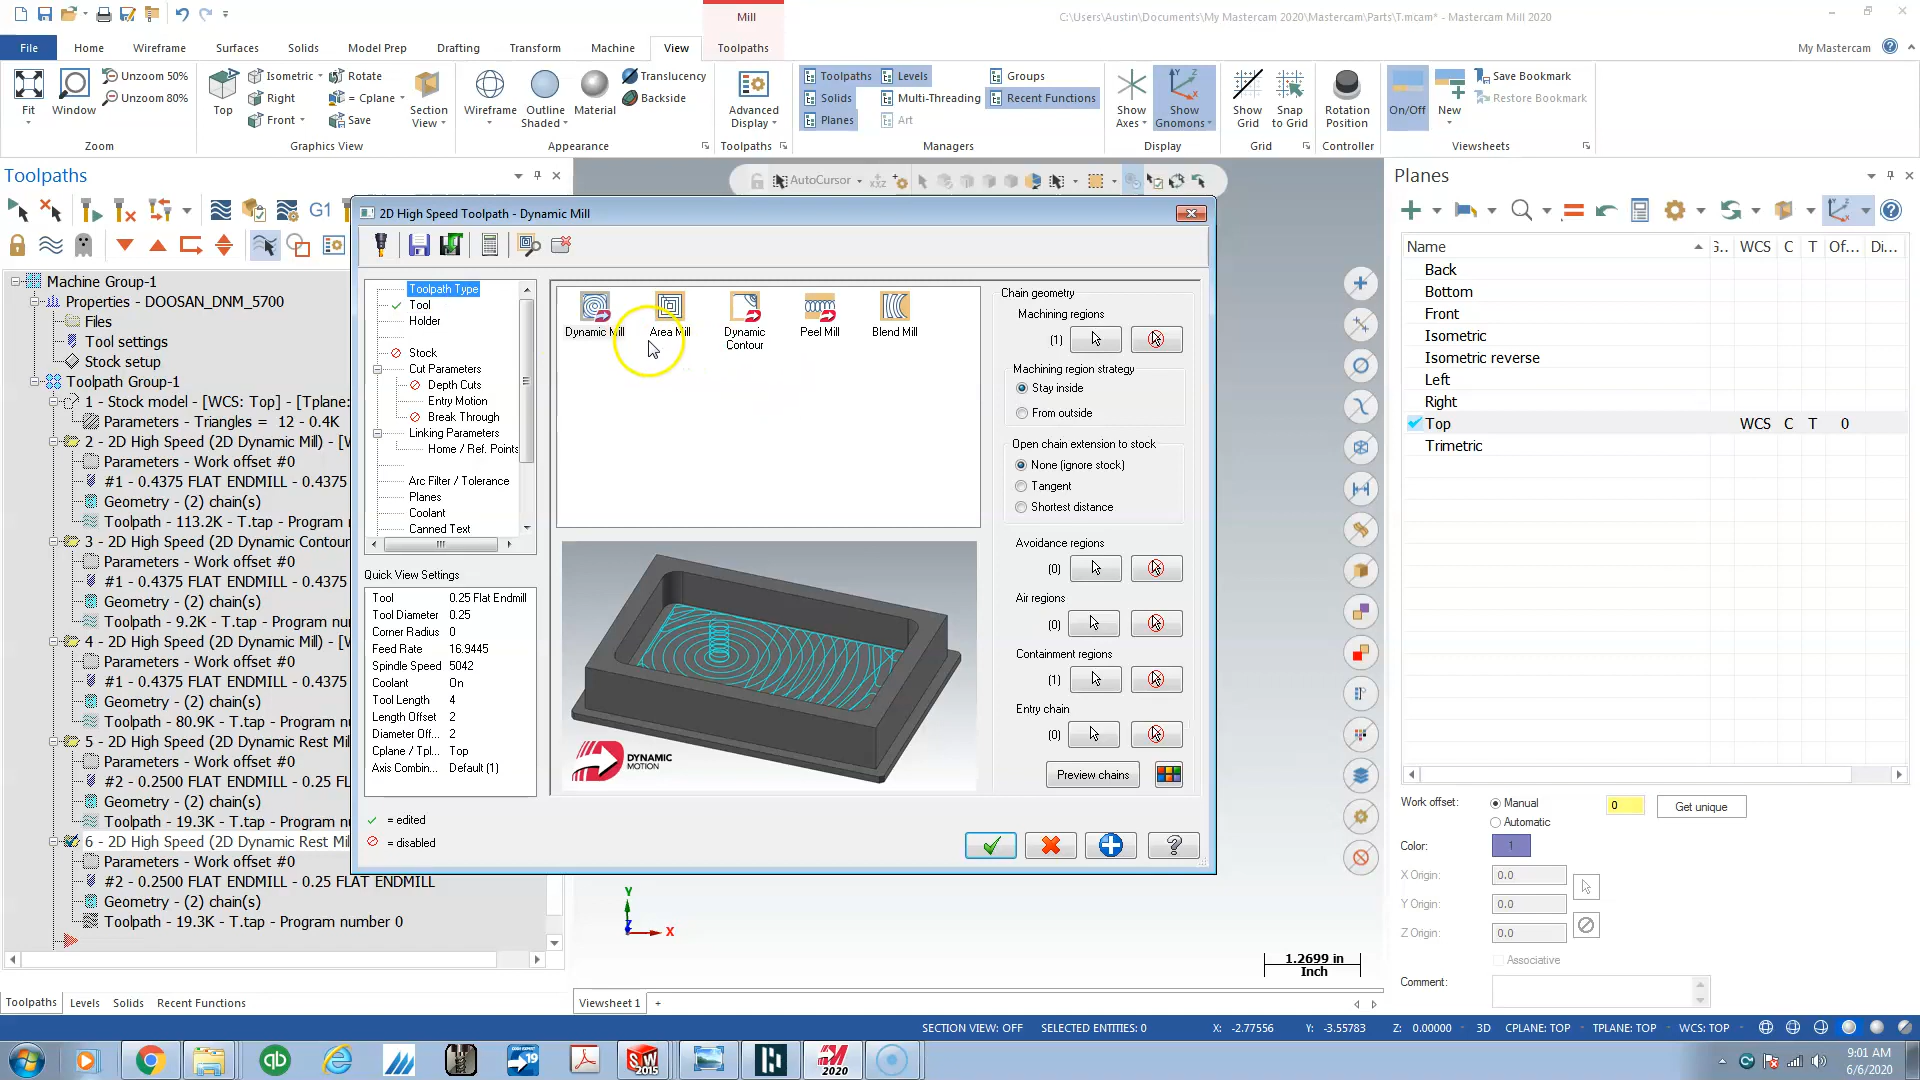 Mill
C:\Users\Austin\Documents\My Mastercam 2020\Mastercam\Parts\T.mcam* - Mastercam Mill 2020
File
Home
Wireframe
Surfaces
Solids
Model Prep
Drafting
Transform
Machine
View
Toolpaths
My Mastercam
Fit
Window
Unzoom 50%
Unzoom 80%
Zoom
Top
Isometric
Right
Front
Rotate
= Cplane
Save
Section
View
Graphics View
Wireframe
Outline
Shaded
Material
Translucency
Backside
Appearance
Advanced
Display
Toolpaths
Toolpaths
Solids
Planes
Levels
Multi-Threading
Art
Groups
Recent Functions
Managers
Show
Axes
Show
Gnomons
Display
Show
Grid
Snap
to Grid
Grid
Rotation
Position
Controller
On/Off
New
Save Bookmark
Restore Bookmark
Viewsheets
Toolpaths
G1
Machine Group-1
Properties - DOOSAN_DNM_5700
Files
Tool settings
Stock setup
Toolpath Group-1
1 - Stock model - [WCS: Top] - [Tplane:
Parameters - Triangles = 12 - 0.4K
2 - 2D High Speed (2D Dynamic Mill) - [W
Parameters - Work offset #0
#1 - 0.4375 FLAT ENDMILL - 0.4375
Geometry - (2) chain(s)
Toolpath - 113.2K - T.tap - Program n
3 - 2D High Speed (2D Dynamic Contou
Parameters - Work offset #0
#1 - 0.4375 FLAT ENDMILL - 0.4375
Geometry - (2) chain(s)
Toolpath - 9.2K - T.tap - Program num
4 - 2D High Speed (2D Dynamic Mill) - [W
Parameters - Work offset #0
#1 - 0.4375 FLAT ENDMILL - 0.4375
Geometry - (2) chain(s)
Toolpath - 80.9K - T.tap - Program nu
5 - 2D High Speed (2D Dynamic Rest Mil
Parameters - Work offset #0
#2 - 0.2500 FLAT ENDMILL - 0.25 FL
Geometry - (2) chain(s)
Toolpath - 19.3K - T.tap - Program nu
6 - 2D High Speed (2D Dynamic Rest Mil
Parameters - Work offset #0
#2 - 0.2500 FLAT ENDMILL - 0.25 FLAT ENDMILL
Geometry - (2) chain(s)
Toolpath - 19.3K - T.tap - Program number 0
Toolpaths
Levels
Solids
Recent Functions
AutoCursor
2D High Speed Toolpath - Dynamic Mill
Toolpath Type
Tool
Holder
Stock
Cut Parameters
Depth Cuts
Entry Motion
Break Through
Linking Parameters
Home / Ref. Points
Arc Filter / Tolerance
Planes
Coolant
Canned Text
Quick View Settings
Tool 0.25 Flat Endmill
Tool Diameter 0.25
Corner Radius 0
Feed Rate 16.9445
Spindle Speed 5042
Coolant On
Tool Length 4
Length Offset 2
Diameter Off... 2
Cplane / Tpl... Top
Axis Combin... Default (1)
= edited
= disabled
Dynamic Mill
Area Mill
Dynamic
Contour
Peel Mill
Blend Mill
DYNAMIC
MOTION
Chain geometry
Machining regions
(1)
Machining region strategy
Stay inside
From outside
Open chain extension to stock
None (ignore stock)
Tangent
Shortest distance
Avoidance regions
(0)
Air regions
(0)
Containment regions
(1)
Entry chain
(0)
Preview chains
?
Y
Z
X
1.2699 in
Inch
Viewsheet 1
+
Planes
Name
G..
WCS
C
T
Of...
Di...
Back
Bottom
Front
Isometric
Isometric reverse
Left
Right
Top WCS C T 0
Trimetric
Work offset:
Manual
Automatic
0
Get unique
Color:
1
X Origin: 0.0
Y Origin: 0.0
Z Origin: 0.0
Associative
Comment:
SECTION VIEW: OFF
SELECTED ENTITIES: 0
X: -2.77556
Y: -3.55783
Z: 0.00000
3D
CPLANE: TOP
TPLANE: TOP
WCS: TOP
qb
19
SW
2015
2020
9:01 AM
6/6/2020